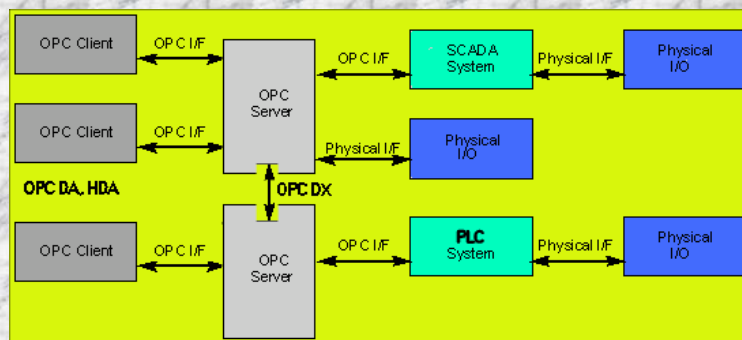 OPC Client
OPC I/F
OPC
Server
OPC I/F
SCADA
System
Physical I/F
Physical
I/O
OPC Client
OPC I/F
Physical I/F
Physical
I/O
OPC DA, HDA
OPC DX
OPC Client
OPC I/F
OPC
Server
OPC I/F
PLC
System
Physical I/F
Physical
I/O